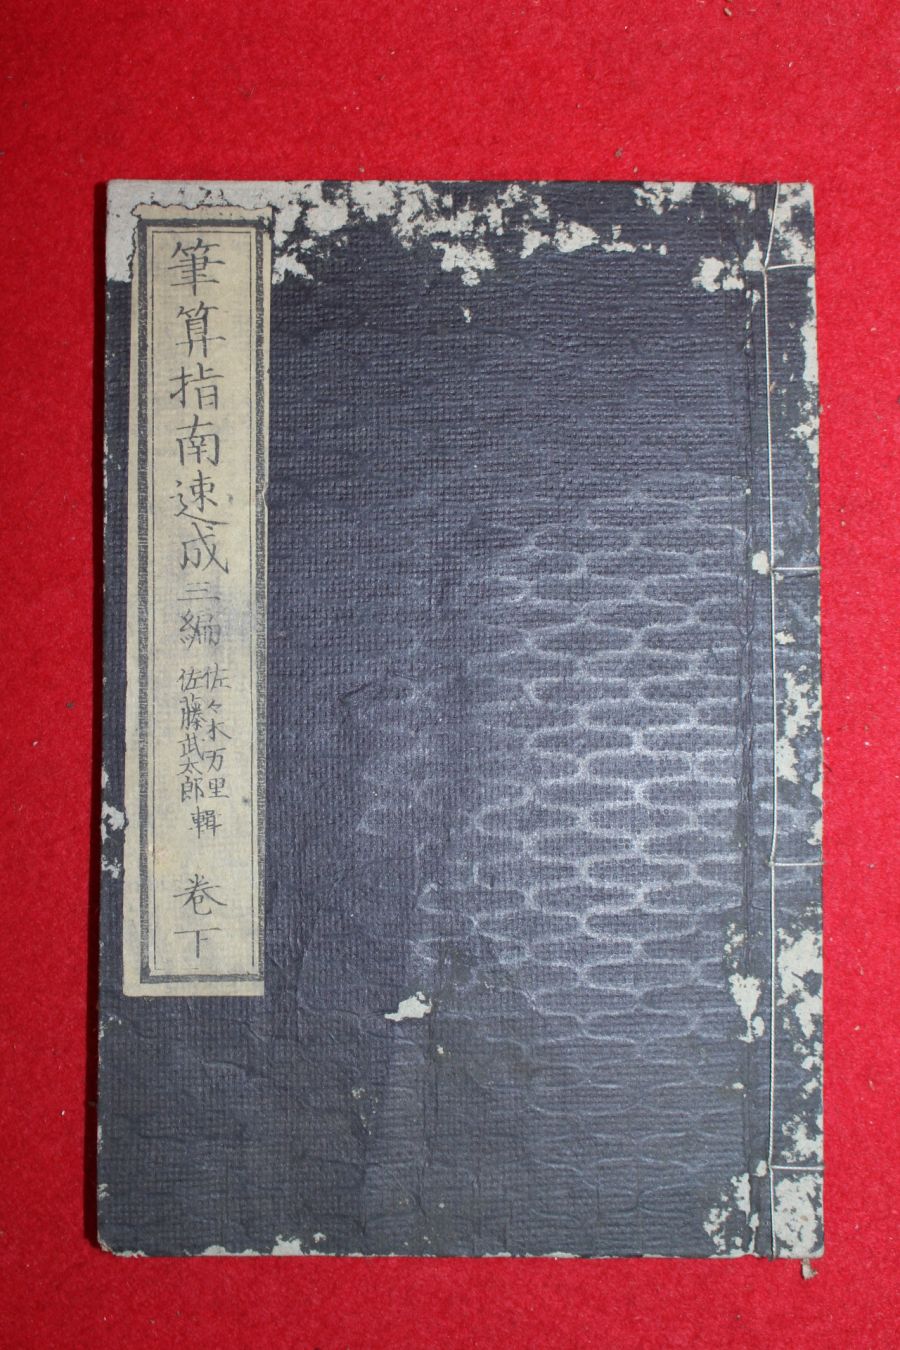 筆算指南速成三編
佐々木万里
佐藤武太郎
輯
巻下